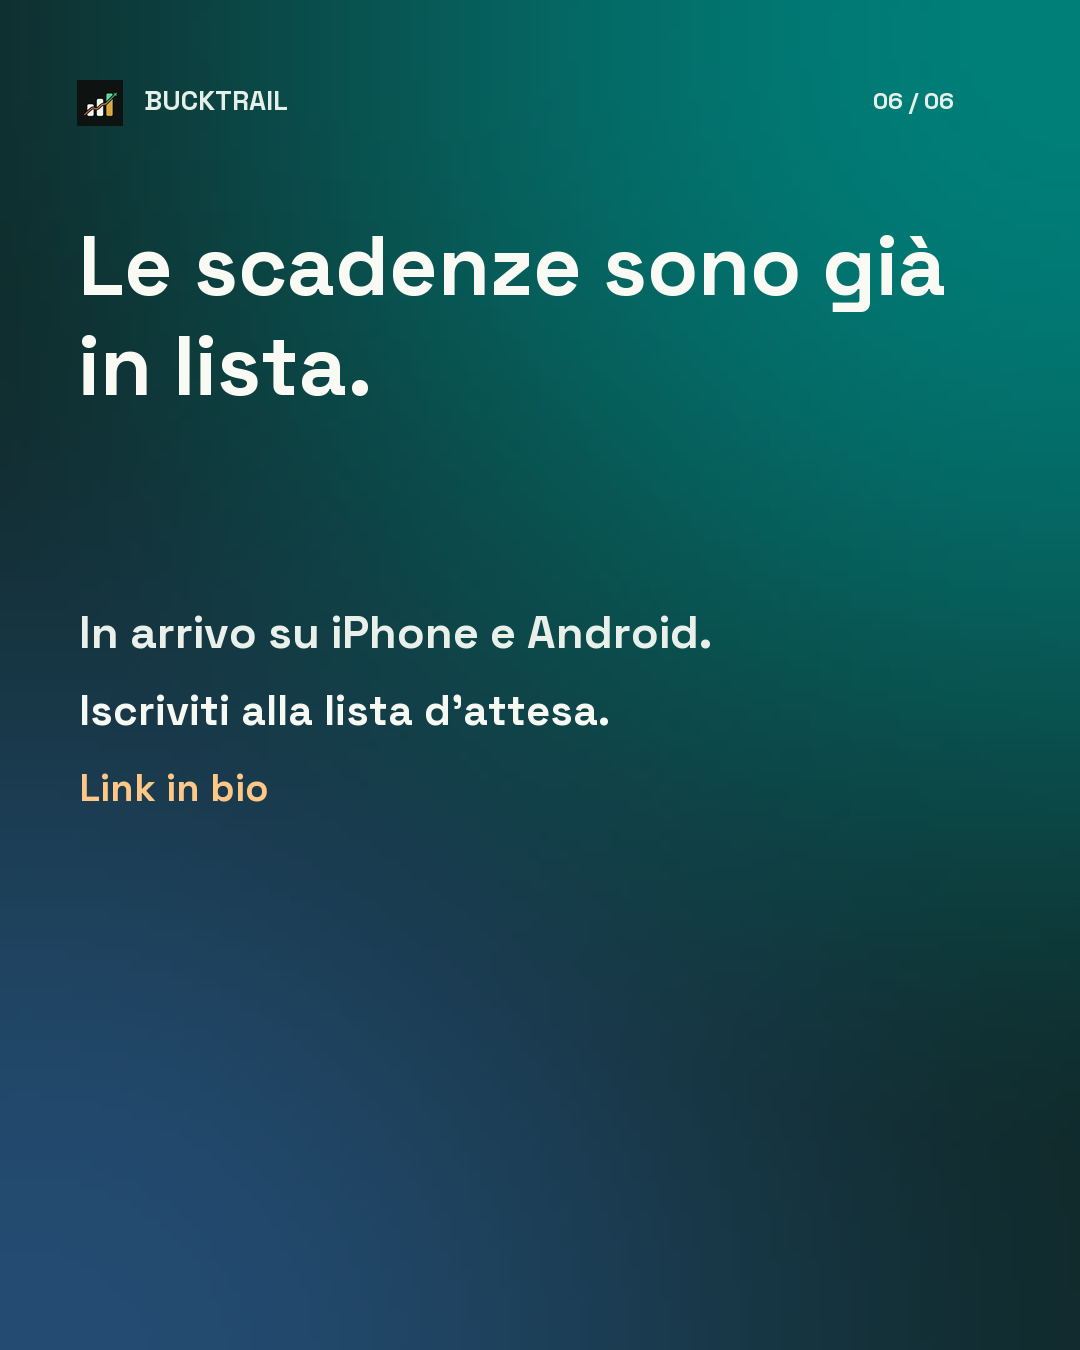 BUCKTRAIL
06 / 06
Le scadenze sono già
in lista.
In arrivo su iPhone e Android.
Iscriviti alla lista d’attesa.
Link in bio